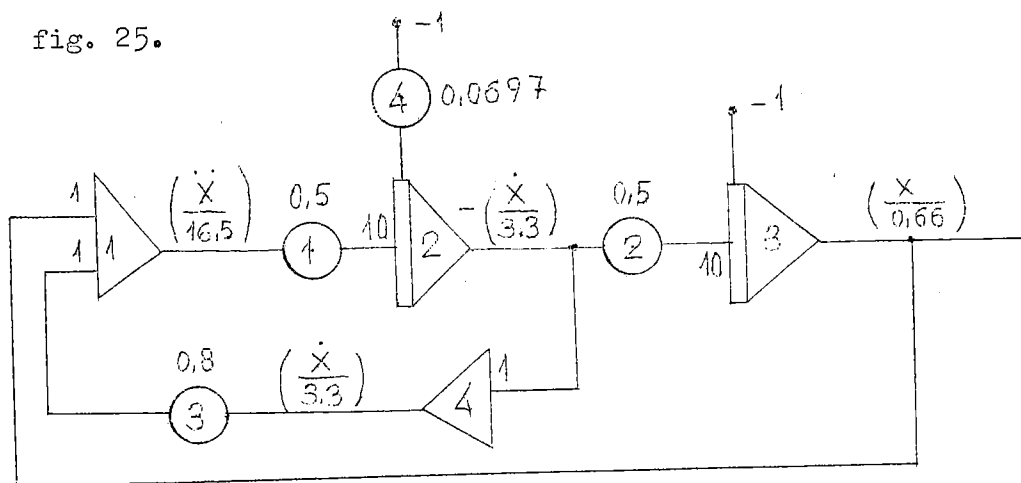 fig. 25.
-1
4 0,0697
-1
1 1 1 (Ẍ/16,5) 0,5 1 10 2 -(Ẋ/3.3) 0,5 2 10 3 (X/0,66)
0,8 3 (Ẋ/3.3) 4 1